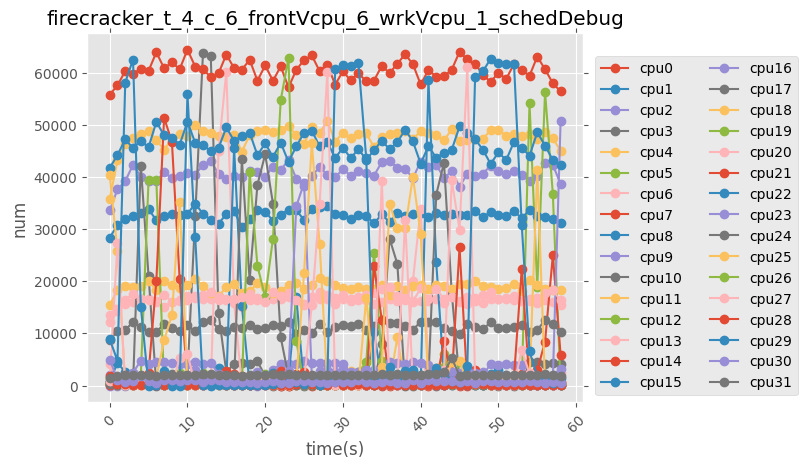 firecracker_t_4_c_6_frontVcpu_6_wrkVcpu_1_schedDebug
num
60000
50000
40000
30000
20000
10000
0
0
10
20
30
40
50
60
time(s)
cpu0
cpu1
cpu2
cpu3
cpu4
cpu5
cpu6
cpu7
cpu8
cpu9
cpu10
cpu11
cpu12
cpu13
cpu14
cpu15
cpu16
cpu17
cpu18
cpu19
cpu20
cpu21
cpu22
cpu23
cpu24
cpu25
cpu26
cpu27
cpu28
cpu29
cpu30
cpu31